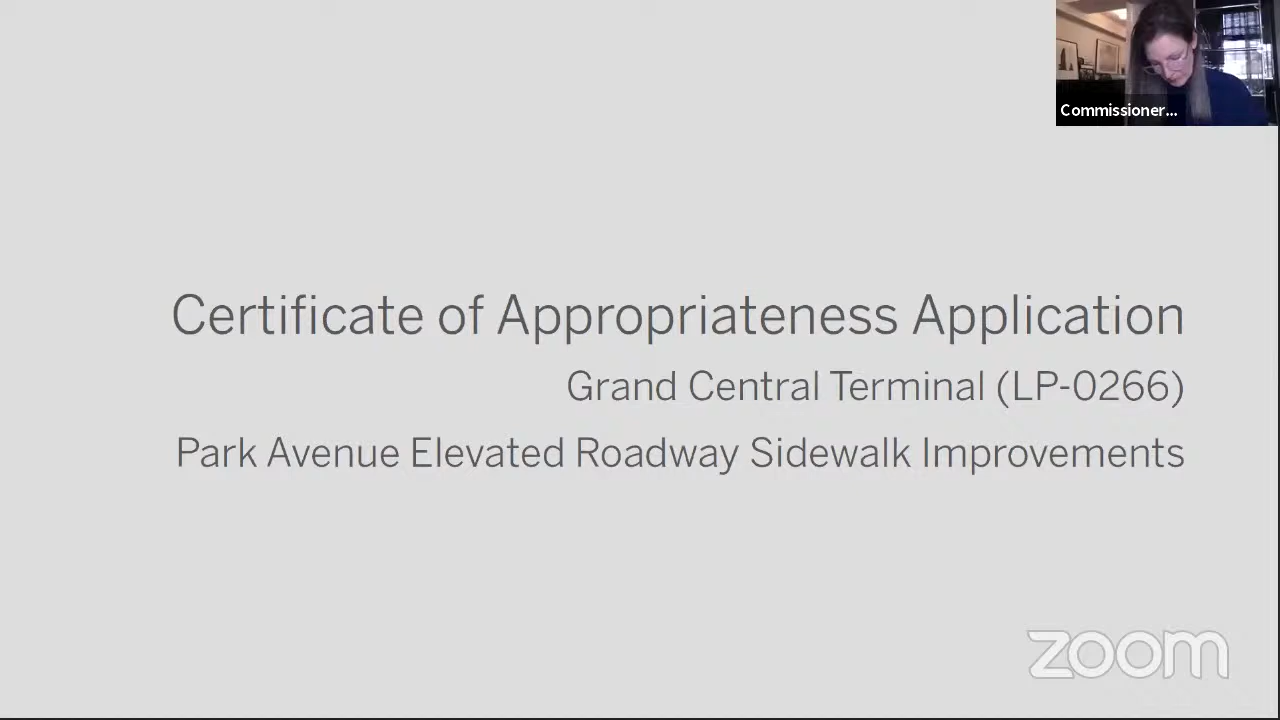 Commissioner...
Certificate of Appropriateness Application
Grand Central Terminal (LP-0266)
Park Avenue Elevated Roadway Sidewalk Improvements
zoom